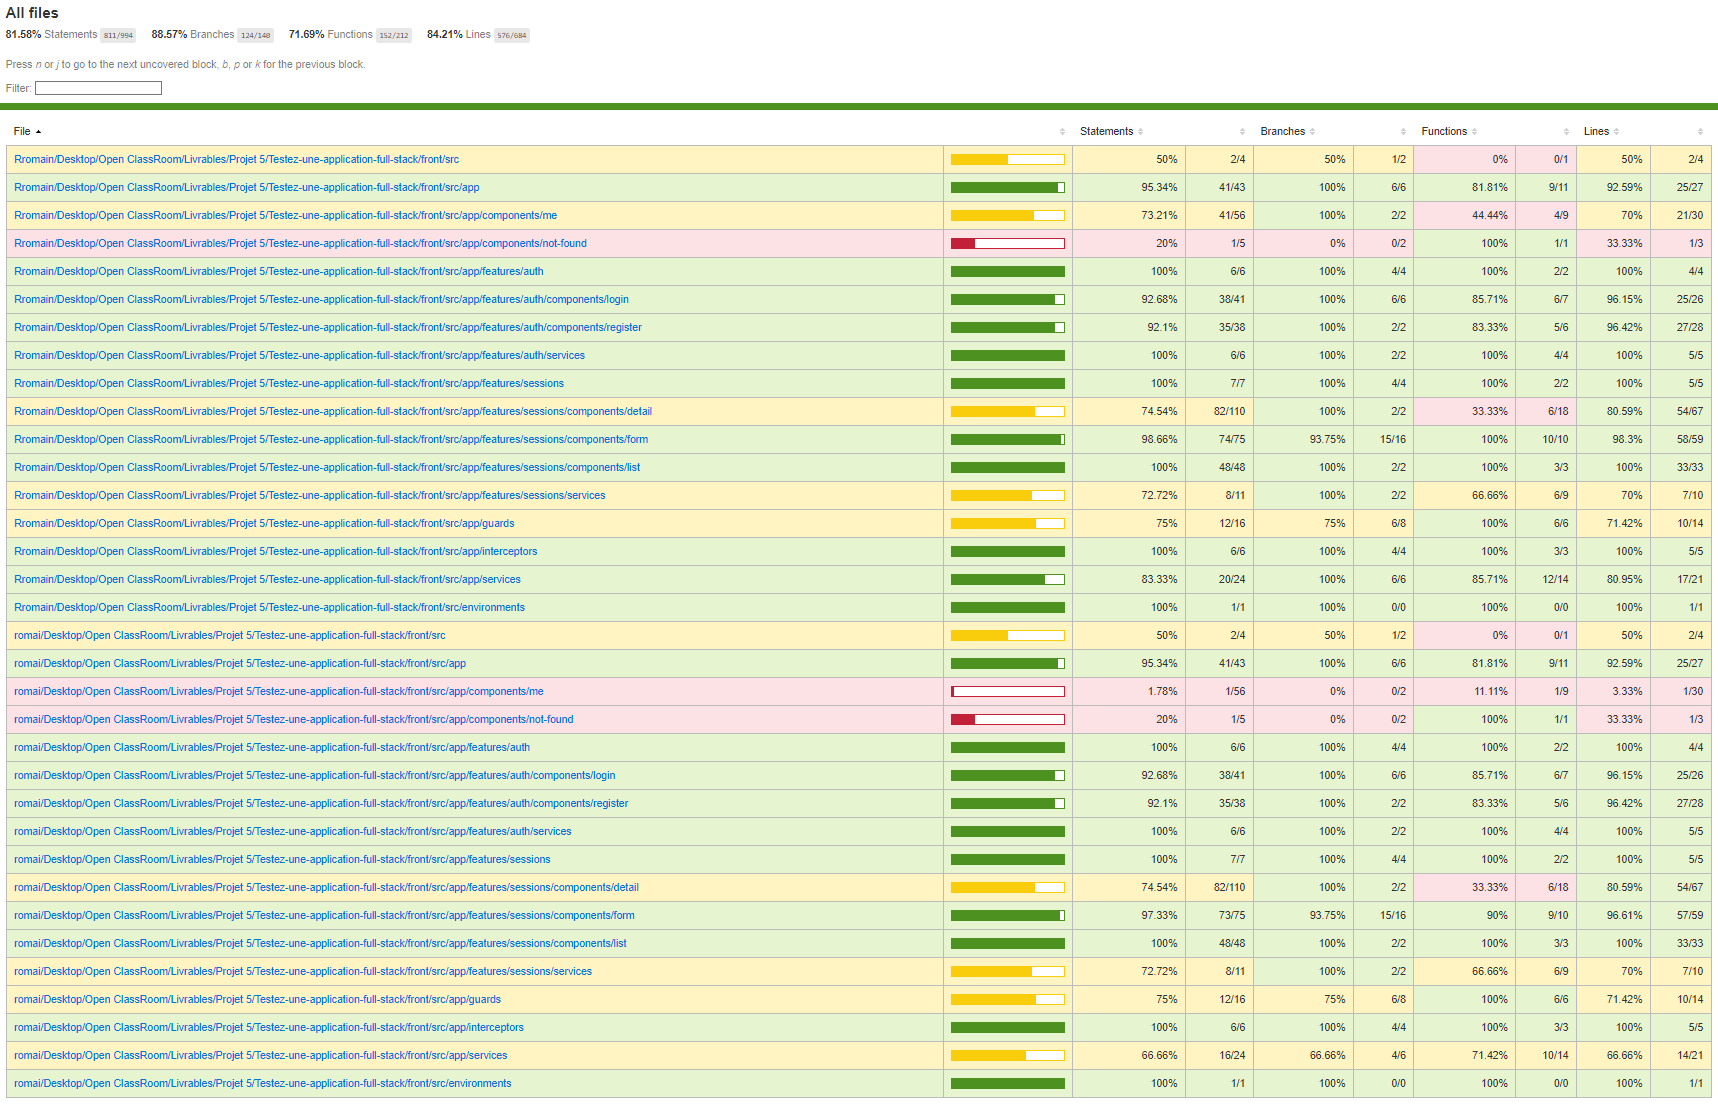 All files
81.58% Statements 811/994 88.57% Branches 124/140 71.69% Functions 152/212 84.21% Lines 576/684
Press n or j to go to the next uncovered block, b, p or k for the previous block.
Filter:
File Statements Branches Functions Lines
Rromain/Desktop/Open ClassRoom/Livrables/Projet 5/Testez-une-application-full-stack/front/src 50% 2/4 50% 1/2 0% 0/1 50% 2/4
Rromain/Desktop/Open ClassRoom/Livrables/Projet 5/Testez-une-application-full-stack/front/src/app 95.34% 41/43 100% 6/6 81.81% 9/11 92.59% 25/27
Rromain/Desktop/Open ClassRoom/Livrables/Projet 5/Testez-une-application-full-stack/front/src/app/components/me 73.21% 41/56 100% 2/2 44.44% 4/9 70% 21/30
Rromain/Desktop/Open ClassRoom/Livrables/Projet 5/Testez-une-application-full-stack/front/src/app/components/not-found 20% 1/5 0% 0/2 100% 1/1 33.33% 1/3
Rromain/Desktop/Open ClassRoom/Livrables/Projet 5/Testez-une-application-full-stack/front/src/app/features/auth 100% 6/6 100% 4/4 100% 2/2 100% 4/4
Rromain/Desktop/Open ClassRoom/Livrables/Projet 5/Testez-une-application-full-stack/front/src/app/features/auth/components/login 92.68% 38/41 100% 6/6 85.71% 6/7 96.15% 25/26
Rromain/Desktop/Open ClassRoom/Livrables/Projet 5/Testez-une-application-full-stack/front/src/app/features/auth/components/register 92.1% 35/38 100% 2/2 83.33% 5/6 96.42% 27/28
Rromain/Desktop/Open ClassRoom/Livrables/Projet 5/Testez-une-application-full-stack/front/src/app/features/auth/services 100% 6/6 100% 2/2 100% 4/4 100% 5/5
Rromain/Desktop/Open ClassRoom/Livrables/Projet 5/Testez-une-application-full-stack/front/src/app/features/sessions 100% 7/7 100% 4/4 100% 2/2 100% 5/5
Rromain/Desktop/Open ClassRoom/Livrables/Projet 5/Testez-une-application-full-stack/front/src/app/features/sessions/components/detail 74.54% 82/110 100% 2/2 33.33% 6/18 80.59% 54/67
Rromain/Desktop/Open ClassRoom/Livrables/Projet 5/Testez-une-application-full-stack/front/src/app/features/sessions/components/form 98.66% 74/75 93.75% 15/16 100% 10/10 98.3% 58/59
Rromain/Desktop/Open ClassRoom/Livrables/Projet 5/Testez-une-application-full-stack/front/src/app/features/sessions/components/list 100% 48/48 100% 2/2 100% 3/3 100% 33/33
Rromain/Desktop/Open ClassRoom/Livrables/Projet 5/Testez-une-application-full-stack/front/src/app/features/sessions/services 72.72% 8/11 100% 2/2 66.66% 6/9 70% 7/10
Rromain/Desktop/Open ClassRoom/Livrables/Projet 5/Testez-une-application-full-stack/front/src/app/guards 75% 12/16 75% 6/8 100% 6/6 71.42% 10/14
Rromain/Desktop/Open ClassRoom/Livrables/Projet 5/Testez-une-application-full-stack/front/src/app/interceptors 100% 6/6 100% 4/4 100% 3/3 100% 5/5
Rromain/Desktop/Open ClassRoom/Livrables/Projet 5/Testez-une-application-full-stack/front/src/app/services 83.33% 20/24 100% 6/6 85.71% 12/14 80.95% 17/21
Rromain/Desktop/Open ClassRoom/Livrables/Projet 5/Testez-une-application-full-stack/front/src/environments 100% 1/1 100% 0/0 100% 0/0 100% 1/1
romai/Desktop/Open ClassRoom/Livrables/Projet 5/Testez-une-application-full-stack/front/src 50% 2/4 50% 1/2 0% 0/1 50% 2/4
romai/Desktop/Open ClassRoom/Livrables/Projet 5/Testez-une-application-full-stack/front/src/app 95.34% 41/43 100% 6/6 81.81% 9/11 92.59% 25/27
romai/Desktop/Open ClassRoom/Livrables/Projet 5/Testez-une-application-full-stack/front/src/app/components/me 1.78% 1/56 0% 0/2 11.11% 1/9 3.33% 1/30
romai/Desktop/Open ClassRoom/Livrables/Projet 5/Testez-une-application-full-stack/front/src/app/components/not-found 20% 1/5 0% 0/2 100% 1/1 33.33% 1/3
romai/Desktop/Open ClassRoom/Livrables/Projet 5/Testez-une-application-full-stack/front/src/app/features/auth 100% 6/6 100% 4/4 100% 2/2 100% 4/4
romai/Desktop/Open ClassRoom/Livrables/Projet 5/Testez-une-application-full-stack/front/src/app/features/auth/components/login 92.68% 38/41 100% 6/6 85.71% 6/7 96.15% 25/26
romai/Desktop/Open ClassRoom/Livrables/Projet 5/Testez-une-application-full-stack/front/src/app/features/auth/components/register 92.1% 35/38 100% 2/2 83.33% 5/6 96.42% 27/28
romai/Desktop/Open ClassRoom/Livrables/Projet 5/Testez-une-application-full-stack/front/src/app/features/auth/services 100% 6/6 100% 2/2 100% 4/4 100% 5/5
romai/Desktop/Open ClassRoom/Livrables/Projet 5/Testez-une-application-full-stack/front/src/app/features/sessions 100% 7/7 100% 4/4 100% 2/2 100% 5/5
romai/Desktop/Open ClassRoom/Livrables/Projet 5/Testez-une-application-full-stack/front/src/app/features/sessions/components/detail 74.54% 82/110 100% 2/2 33.33% 6/18 80.59% 54/67
romai/Desktop/Open ClassRoom/Livrables/Projet 5/Testez-une-application-full-stack/front/src/app/features/sessions/components/form 97.33% 73/75 93.75% 15/16 90% 9/10 96.61% 57/59
romai/Desktop/Open ClassRoom/Livrables/Projet 5/Testez-une-application-full-stack/front/src/app/features/sessions/components/list 100% 48/48 100% 2/2 100% 3/3 100% 33/33
romai/Desktop/Open ClassRoom/Livrables/Projet 5/Testez-une-application-full-stack/front/src/app/features/sessions/services 72.72% 8/11 100% 2/2 66.66% 6/9 70% 7/10
romai/Desktop/Open ClassRoom/Livrables/Projet 5/Testez-une-application-full-stack/front/src/app/guards 75% 12/16 75% 6/8 100% 6/6 71.42% 10/14
romai/Desktop/Open ClassRoom/Livrables/Projet 5/Testez-une-application-full-stack/front/src/app/interceptors 100% 6/6 100% 4/4 100% 3/3 100% 5/5
romai/Desktop/Open ClassRoom/Livrables/Projet 5/Testez-une-application-full-stack/front/src/app/services 66.66% 16/24 66.66% 4/6 71.42% 10/14 66.66% 14/21
romai/Desktop/Open ClassRoom/Livrables/Projet 5/Testez-une-application-full-stack/front/src/environments 100% 1/1 100% 0/0 100% 0/0 100% 1/1